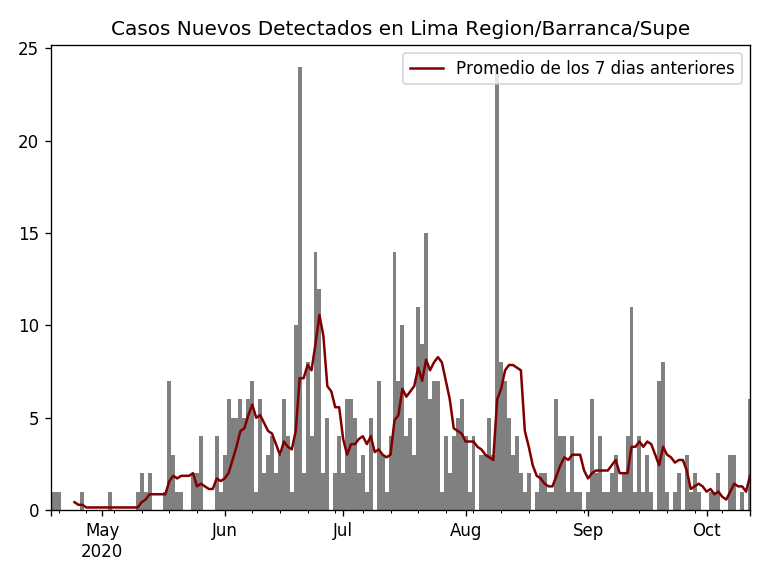 Casos Nuevos Detectados en Lima Region/Barranca/Supe
Promedio de los 7 dias anteriores
25
20
15
10
5
0
May Jun Jul Aug Sep Oct
2020